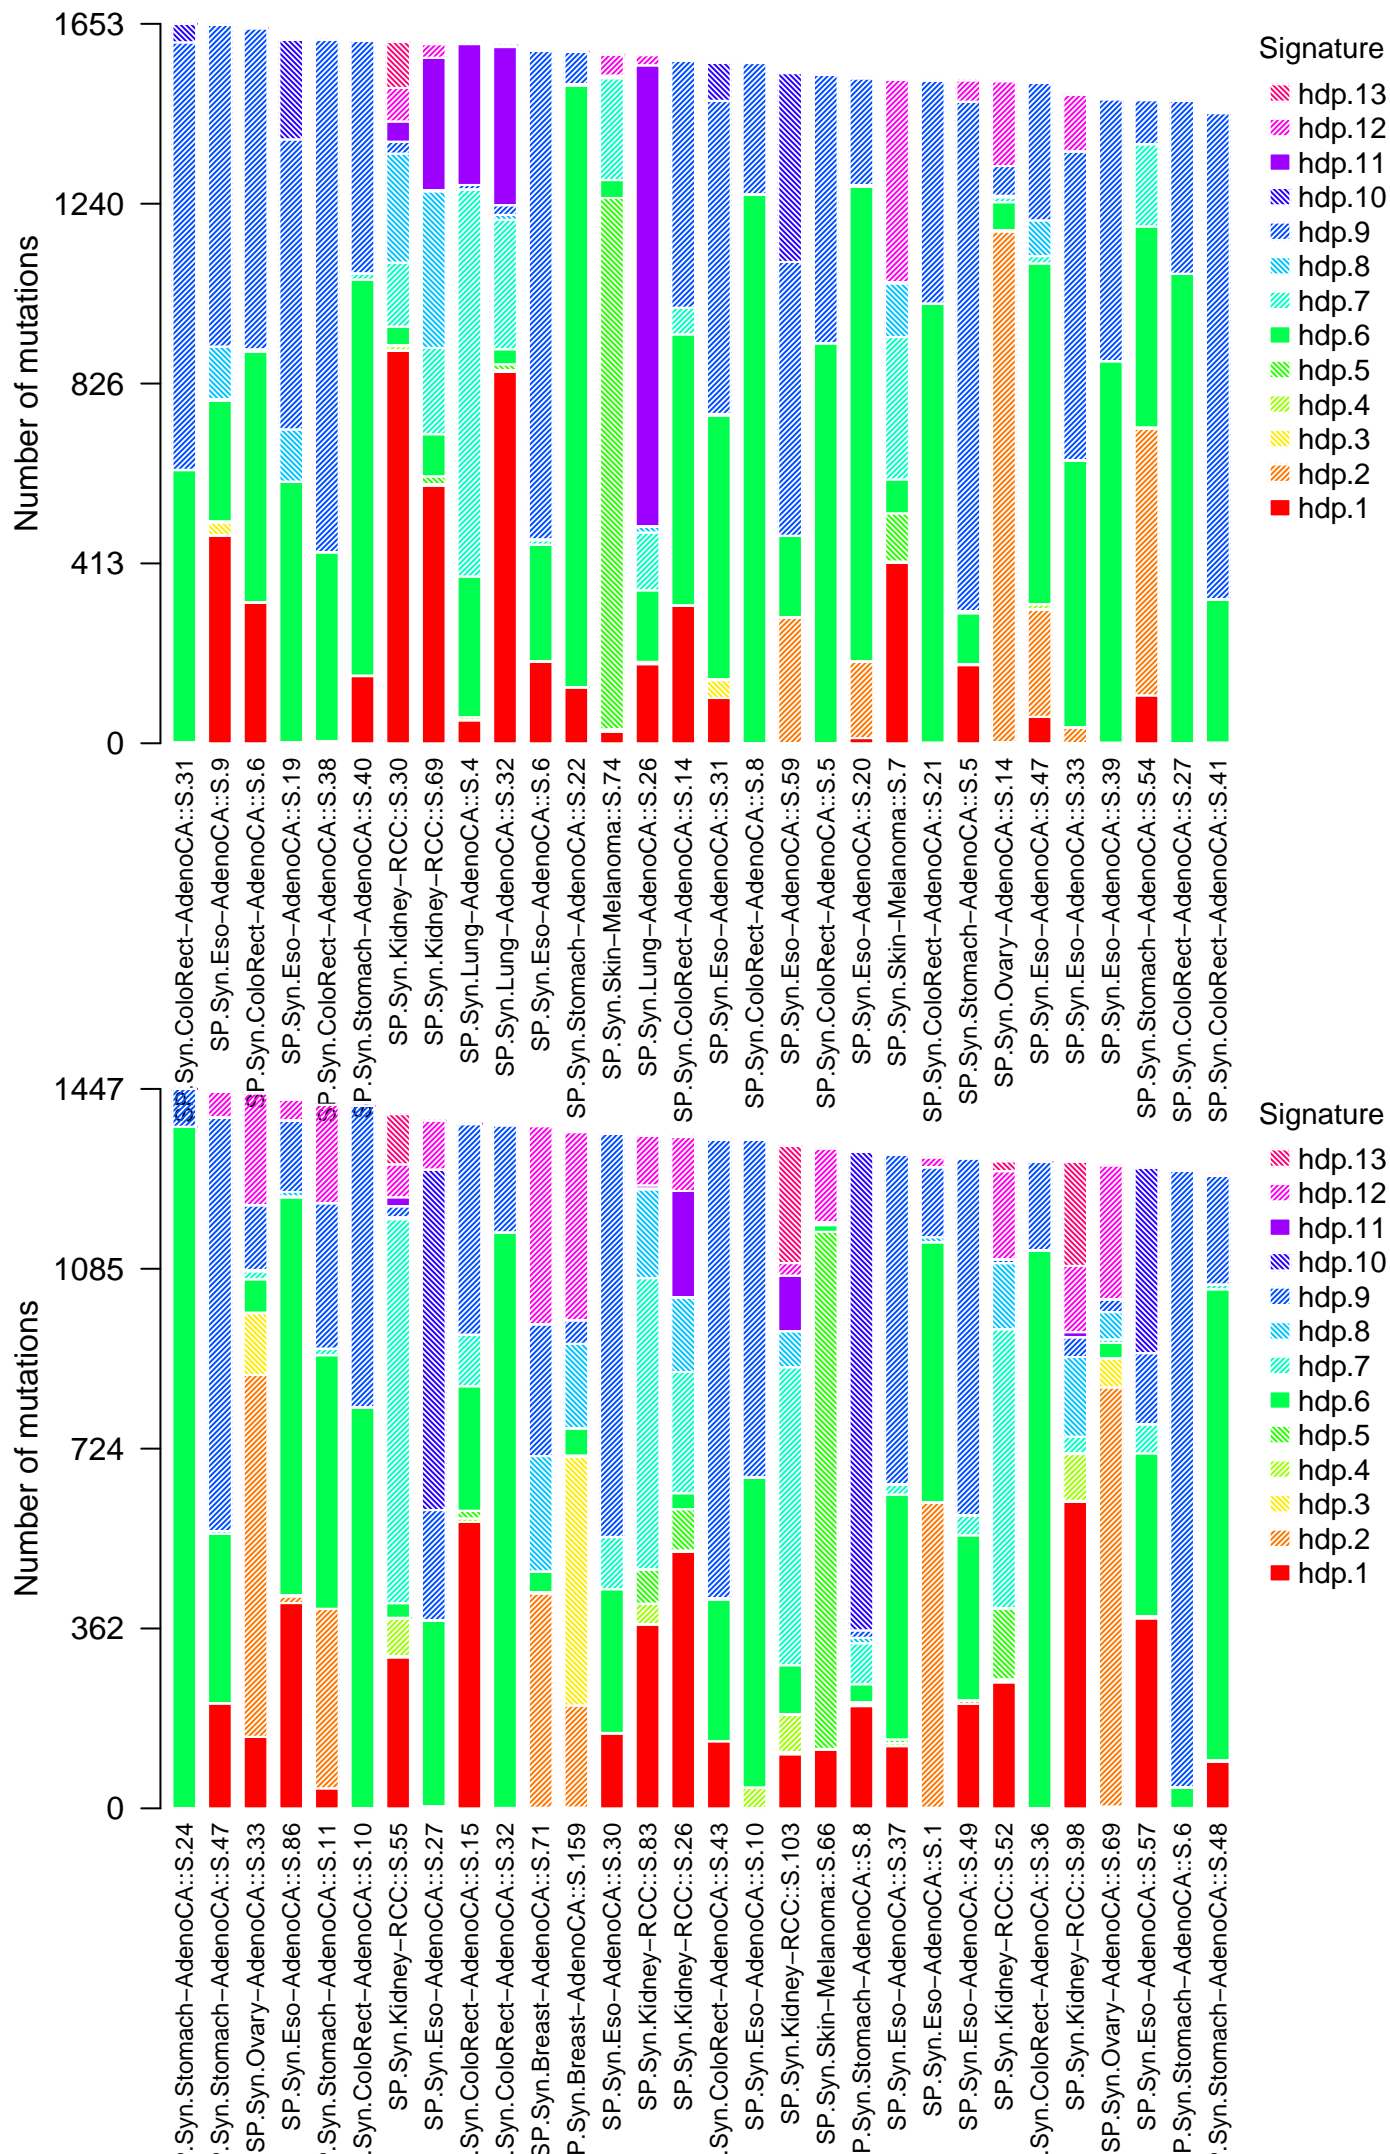 Number of mutations
1653
1240
826
413
0
Signature
hdp.13
hdp.12
hdp.11
hdp.10
hdp.9
hdp.8
hdp.7
hdp.6
hdp.5
hdp.4
hdp.3
hdp.2
hdp.1
SP.Syn.ColoRect−AdenoCA::S.31
SP.Syn.Eso−AdenoCA::S.9
SP.Syn.ColoRect−AdenoCA::S.6
SP.Syn.Eso−AdenoCA::S.19
SP.Syn.ColoRect−AdenoCA::S.38
SP.Syn.Stomach−AdenoCA::S.40
SP.Syn.Kidney−RCC::S.30
SP.Syn.Kidney−RCC::S.69
SP.Syn.Lung−AdenoCA::S.4
SP.Syn.Lung−AdenoCA::S.32
SP.Syn.Eso−AdenoCA::S.6
SP.Syn.Stomach−AdenoCA::S.22
SP.Syn.Skin−Melanoma::S.74
SP.Syn.Lung−AdenoCA::S.26
SP.Syn.ColoRect−AdenoCA::S.14
SP.Syn.Eso−AdenoCA::S.31
SP.Syn.ColoRect−AdenoCA::S.8
SP.Syn.Eso−AdenoCA::S.59
SP.Syn.ColoRect−AdenoCA::S.5
SP.Syn.Eso−AdenoCA::S.20
SP.Syn.Skin−Melanoma::S.7
SP.Syn.ColoRect−AdenoCA::S.21
SP.Syn.Stomach−AdenoCA::S.5
SP.Syn.Ovary−AdenoCA::S.14
SP.Syn.Eso−AdenoCA::S.47
SP.Syn.Eso−AdenoCA::S.33
SP.Syn.Eso−AdenoCA::S.39
SP.Syn.Stomach−AdenoCA::S.54
SP.Syn.ColoRect−AdenoCA::S.27
SP.Syn.ColoRect−AdenoCA::S.41
Number of mutations
1447
1085
724
362
0
Signature
hdp.13
hdp.12
hdp.11
hdp.10
hdp.9
hdp.8
hdp.7
hdp.6
hdp.5
hdp.4
hdp.3
hdp.2
hdp.1
P.Syn.Stomach−AdenoCA::S.24
P.Syn.Stomach−AdenoCA::S.47
SP.Syn.Ovary−AdenoCA::S.33
SP.Syn.Eso−AdenoCA::S.86
P.Syn.Stomach−AdenoCA::S.11
.Syn.ColoRect−AdenoCA::S.10
SP.Syn.Kidney−RCC::S.55
SP.Syn.Eso−AdenoCA::S.27
P.Syn.ColoRect−AdenoCA::S.15
P.Syn.ColoRect−AdenoCA::S.32
SP.Syn.Breast−AdenoCA::S.71
P.Syn.Breast−AdenoCA::S.159
SP.Syn.Eso−AdenoCA::S.30
SP.Syn.Kidney−RCC::S.83
SP.Syn.Kidney−RCC::S.26
.Syn.ColoRect−AdenoCA::S.43
SP.Syn.Eso−AdenoCA::S.10
SP.Syn.Kidney−RCC::S.103
SP.Syn.Skin−Melanoma::S.66
SP.Syn.Stomach−AdenoCA::S.8
SP.Syn.Eso−AdenoCA::S.37
SP.Syn.Eso−AdenoCA::S.1
SP.Syn.Eso−AdenoCA::S.49
SP.Syn.Kidney−RCC::S.52
.Syn.ColoRect−AdenoCA::S.36
SP.Syn.Kidney−RCC::S.98
SP.Syn.Ovary−AdenoCA::S.69
SP.Syn.Eso−AdenoCA::S.57
P.Syn.Stomach−AdenoCA::S.6
.Syn.Stomach−AdenoCA::S.48